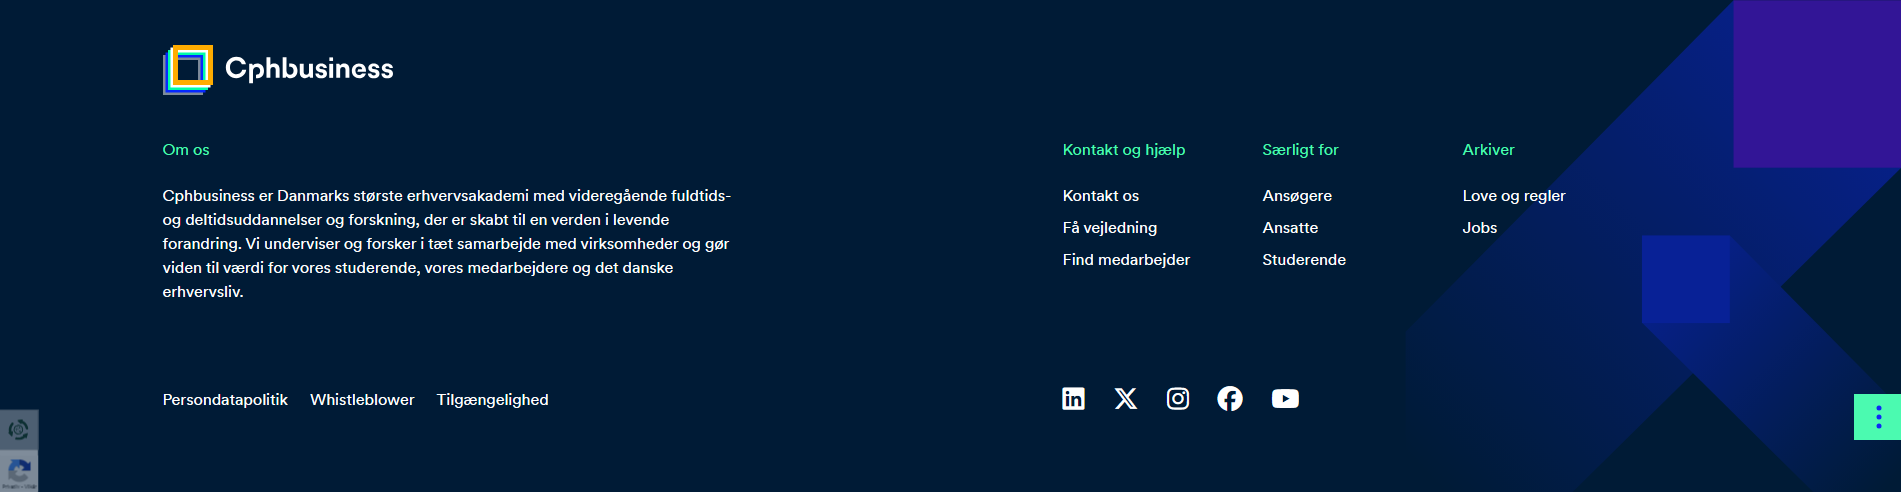 Cphbusiness
Om os
Cphbusiness er Danmarks største erhvervsakademi med videregående fuldtids-
og deltidsuddannelser og forskning, der er skabt til en verden i levende
forandring. Vi underviser og forsker i tæt samarbejde med virksomheder og gør
viden til værdi for vores studerende, vores medarbejdere og det danske
erhvervsliv.
Kontakt og hjælp
Kontakt os
Få vejledning
Find medarbejder
Særligt for
Ansøgere
Ansatte
Studerende
Arkiver
Love og regler
Jobs
Persondatapolitik Whistleblower Tilgængelighed